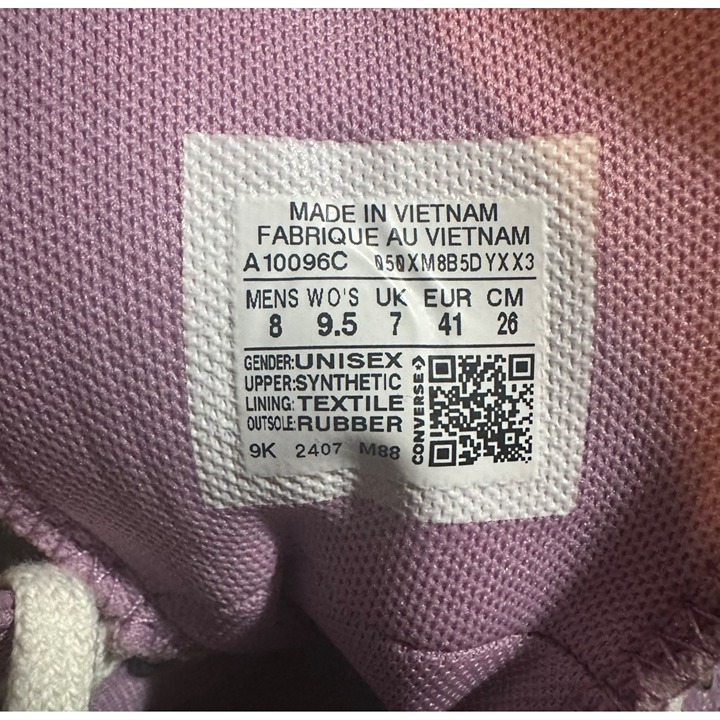 MADE IN VIETNAM
FABRIQUE AU VIETNAM
A10096C 050XM8B5DYXX3
MENS WO'S UK EUR CM
8 9.5 7 41 26
GENDER:UNISEX
UPPER:SYNTHETIC
LINING:TEXTILE
OUTSOLE:RUBBER
CONVERSE
9K 2407 M88